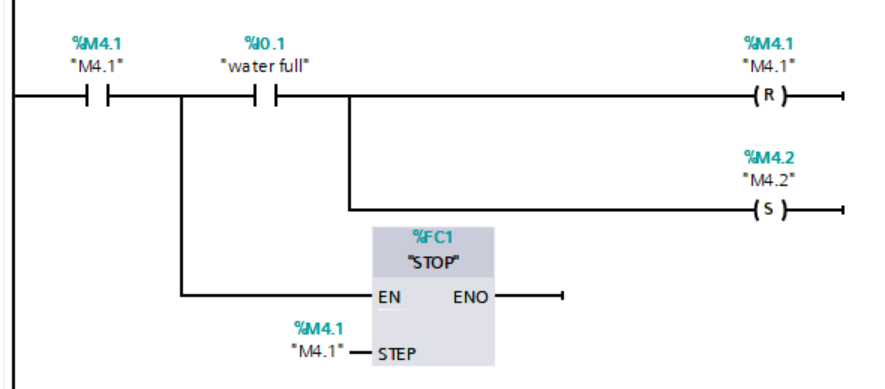 %M4.1
"M4.1"
%I0.1
"water full"
%M4.1
"M4.1"
R
%M4.2
"M4.2"
S
%FC1
"STOP"
EN
ENO
%M4.1
"M4.1"
STEP